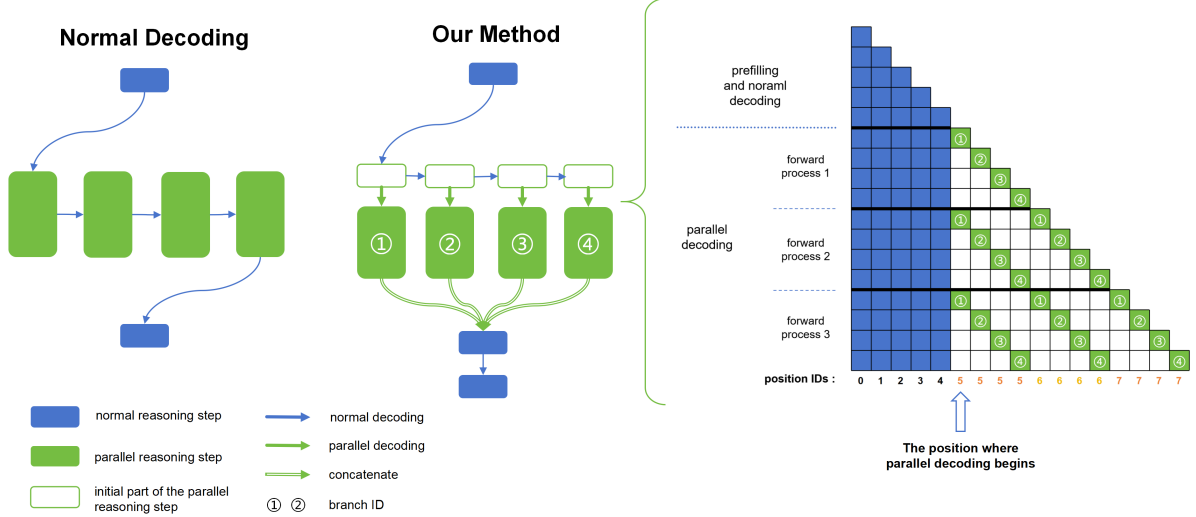 Normal Decoding
Our Method
① ② ③ ④
normal reasoning step
parallel reasoning step
initial part of the parallel
reasoning step
normal decoding
parallel decoding
concatenate
① ② branch ID
prefilling
and noraml
decoding
parallel
decoding
forward
process 1
forward
process 2
forward
process 3
①
②
③
④
① ①
② ②
③ ③
④ ④
① ① ①
② ② ②
③ ③ ③
④ ④ ④
position IDs : 0 1 2 3 4 5 5 5 5 6 6 6 6 7 7 7 7
The position where
parallel decoding begins